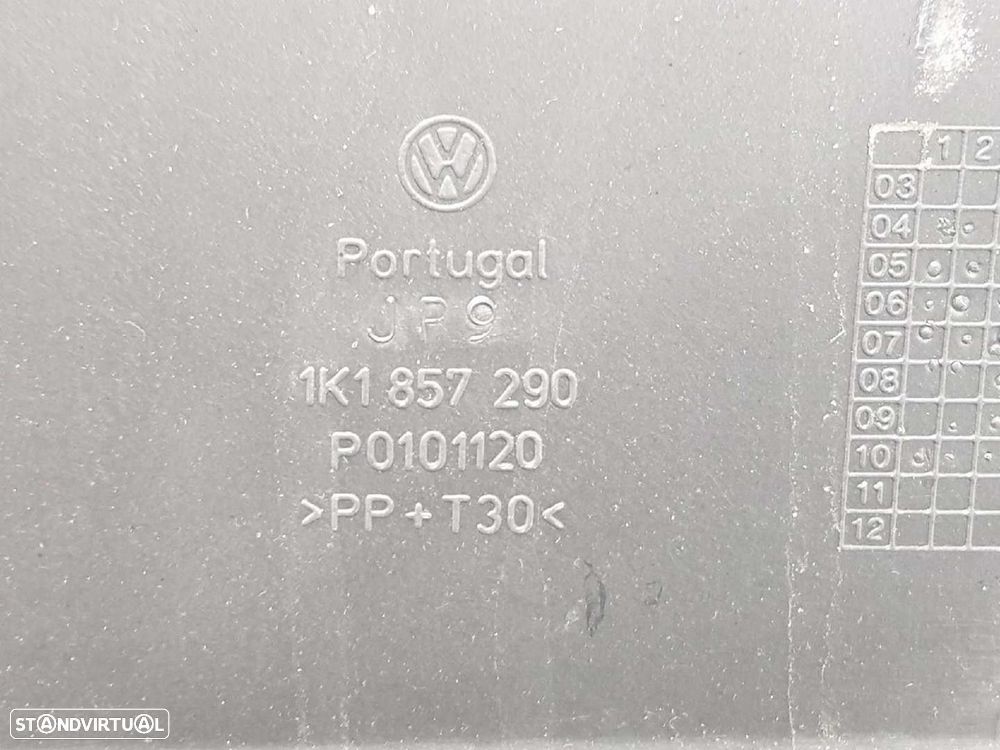 VW
Portugal
JP9
1K1 857 290
P0101120
>PP+T30<
1 2
03
04
05
06
07
08
09
10
11
12
STANDVIRTUAL